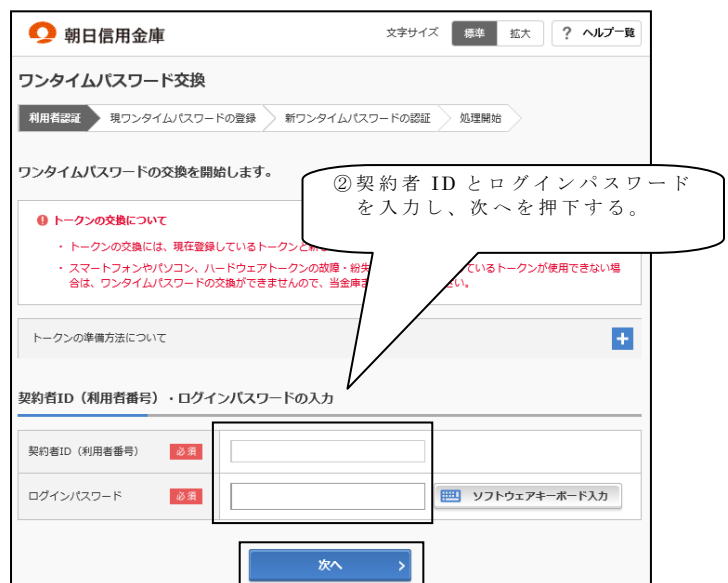 朝日信用金庫
文字サイズ 標準 拡大 ? ヘルプ一覧
ワンタイムパスワード交換
利用者認証 現ワンタイムパスワードの登録 新ワンタイムパスワードの認証 処理開始
ワンタイムパスワードの交換を開始します。
②契約者 ID とログインパスワード
を入力し、次へを押下する。
トークンの交換について
・ トークンの交換には、現在登録しているトークンと新
・ スマートフォンやパソコン、ハードウェアトークンの故障・紛失 ているトークンが使用できない場
合は、ワンタイムパスワードの交換ができませんので、当金庫ま さい。
トークンの準備方法について
契約者ID（利用者番号）・ログインパスワードの入力
契約者ID（利用者番号） 必須
ログインパスワード 必須 ソフトウェアキーボード入力
次へ